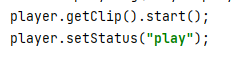 player.getClip().start();
player.setStatus("play");